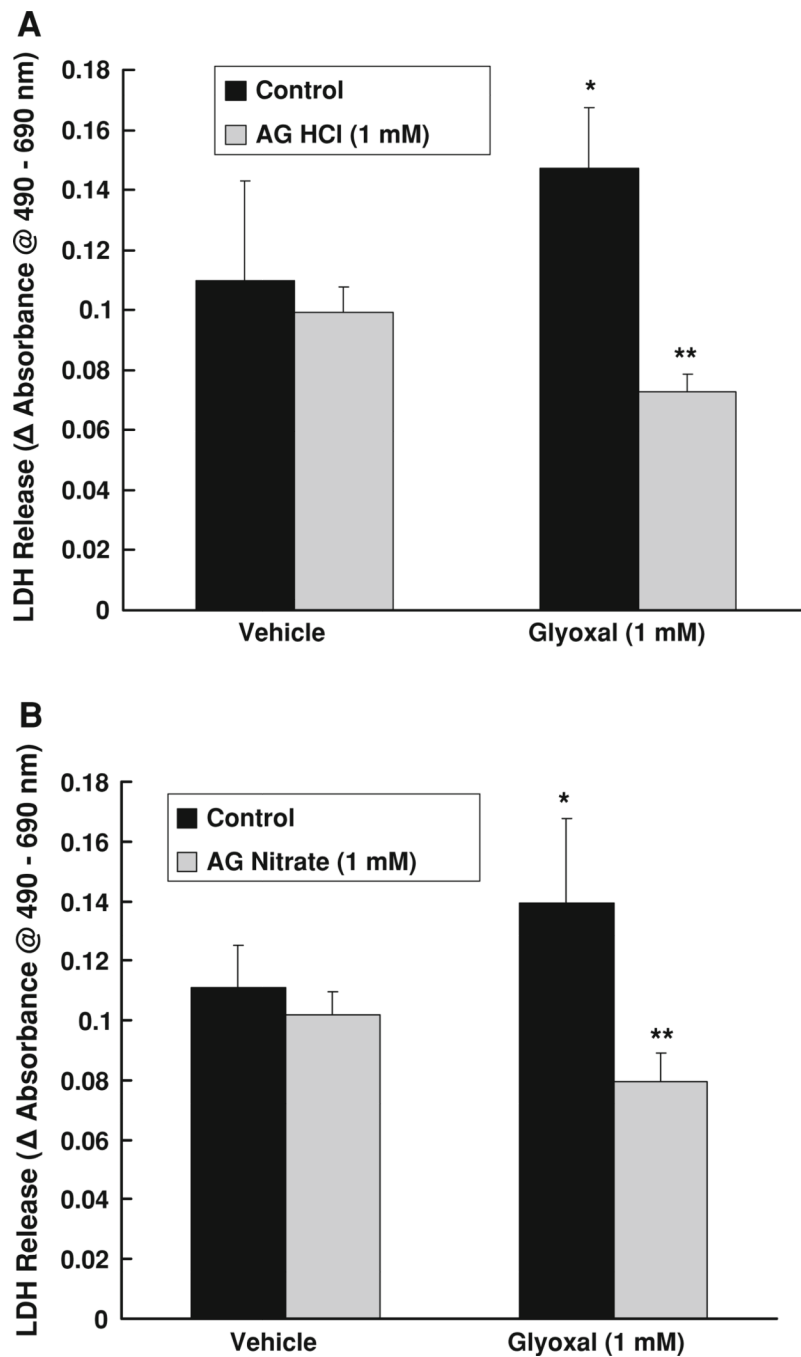 A
LDH Release (Δ Absorbance @ 490 - 690 nm)
0.18
0.16
0.14
0.12
0.1
0.08
0.06
0.04
0.02
0
Control
AG HCl (1 mM)
*
**
Vehicle
Glyoxal (1 mM)
B
LDH Release (Δ Absorbance @ 490 - 690 nm)
0.18
0.16
0.14
0.12
0.1
0.08
0.06
0.04
0.02
0
Control
AG Nitrate (1 mM)
*
**
Vehicle
Glyoxal (1 mM)